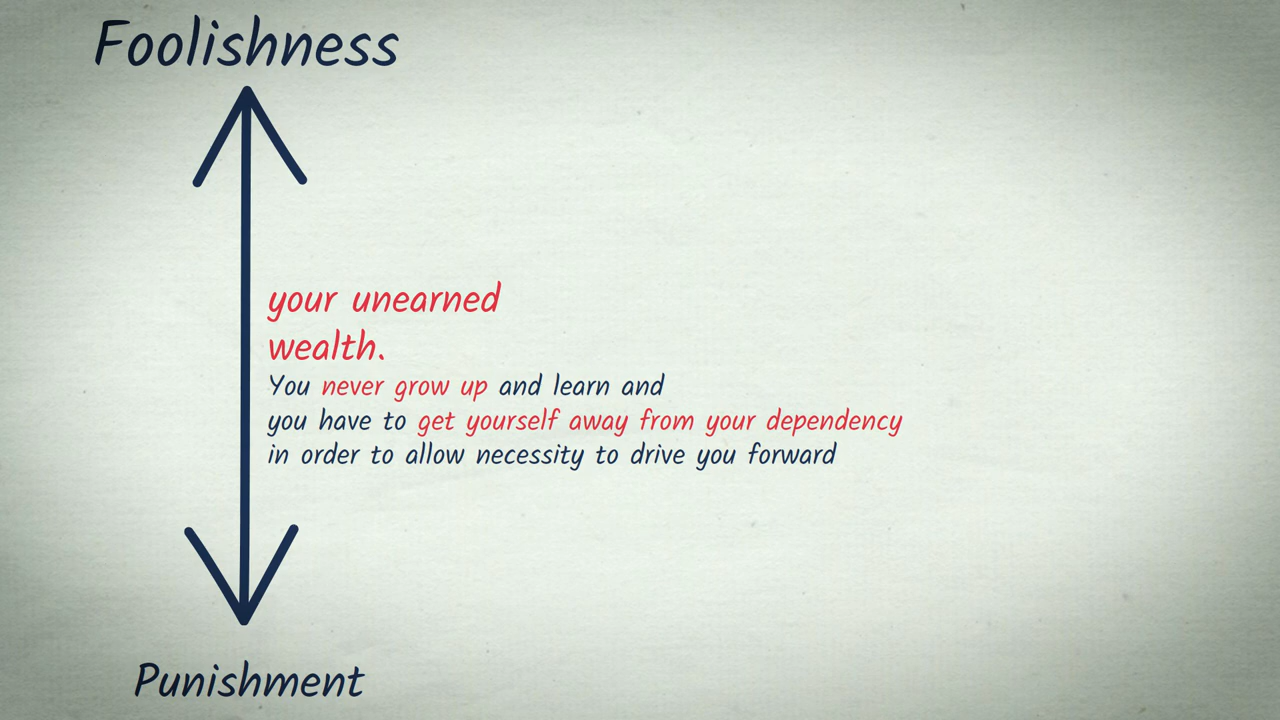 Foolishness
your unearned
wealth.
You never grow up and learn and
you have to get yourself away from your dependency
in order to allow necessity to drive you forward
Punishment